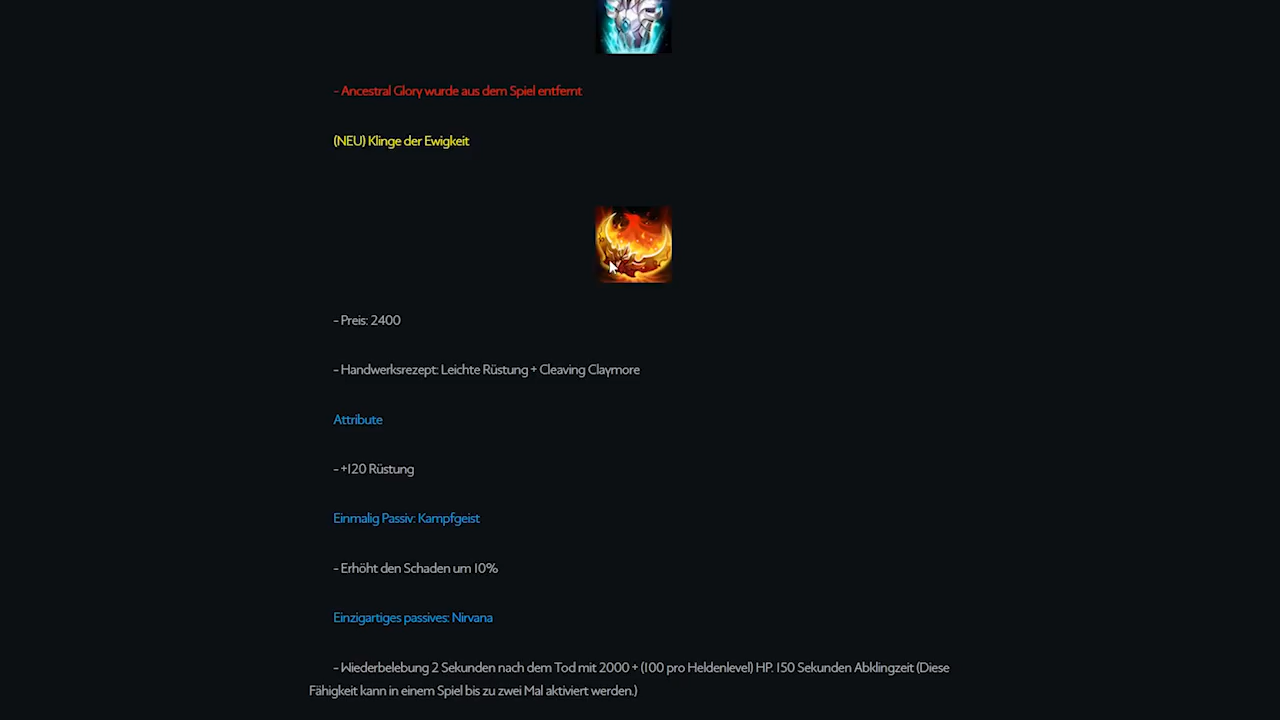 - Ancestral Glory wurde aus dem Spiel entfernt
(NEU) Klinge der Ewigkeit
- Preis: 2400
- Handwerksrezept: Leichte Rüstung + Cleaving Claymore
Attribute
- +120 Rüstung
Einmalig Passiv: Kampfgeist
- Erhöht den Schaden um 10%
Einzigartiges passives: Nirvana
- Wiederbelebung 2 Sekunden nach dem Tod mit 2000 + (100 pro Heldenlevel) HP. 150 Sekunden Abklingzeit (Diese
Fähigkeit kann in einem Spiel bis zu zwei Mal aktiviert werden.)